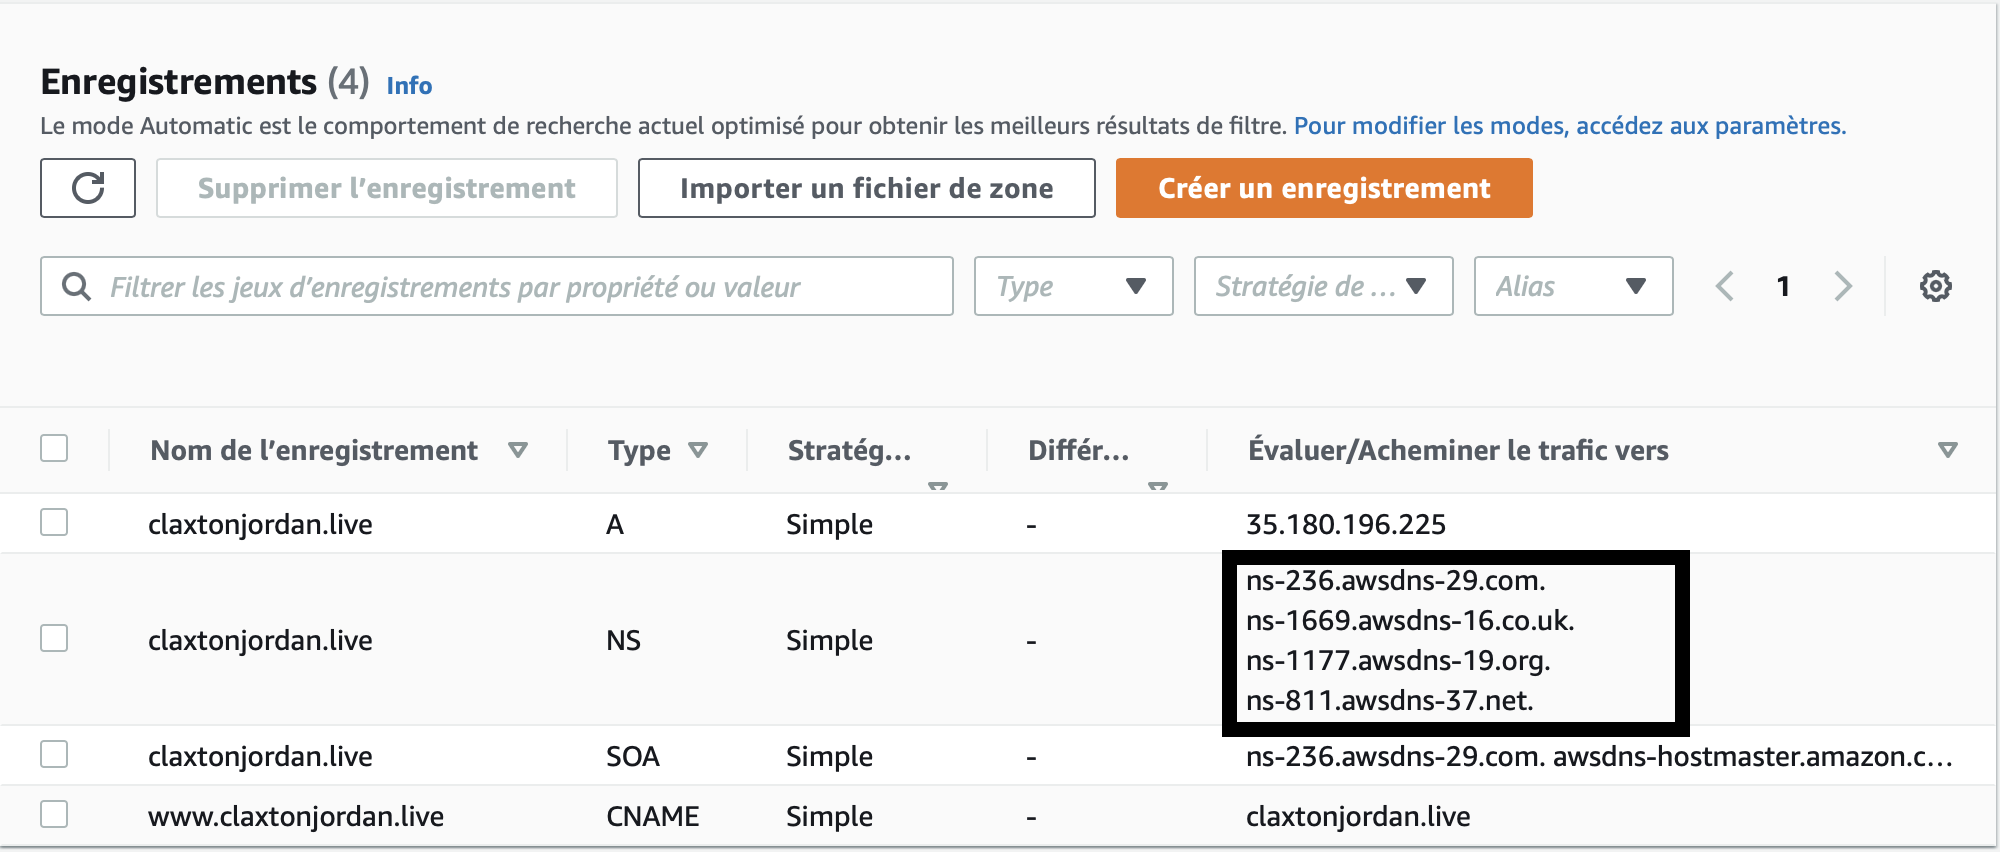 Enregistrements (4) Info
Le mode Automatic est le comportement de recherche actuel optimisé pour obtenir les meilleurs résultats de filtre. Pour modifier les modes, accédez aux paramètres.
Supprimer l’enregistrement Importer un fichier de zone Créer un enregistrement
Filtrer les jeux d’enregistrements par propriété ou valeur Type Stratégie de ... Alias 1
Nom de l’enregistrement Type Stratég... Différ... Évaluer/Acheminer le trafic vers
claxtonjordan.live A Simple - 35.180.196.225
ns-236.awsdns-29.com.
ns-1669.awsdns-16.co.uk.
claxtonjordan.live NS Simple -
ns-1177.awsdns-19.org.
ns-811.awsdns-37.net.
claxtonjordan.live SOA Simple - ns-236.awsdns-29.com. awsdns-hostmaster.amazon.c...
www.claxtonjordan.live CNAME Simple - claxtonjordan.live